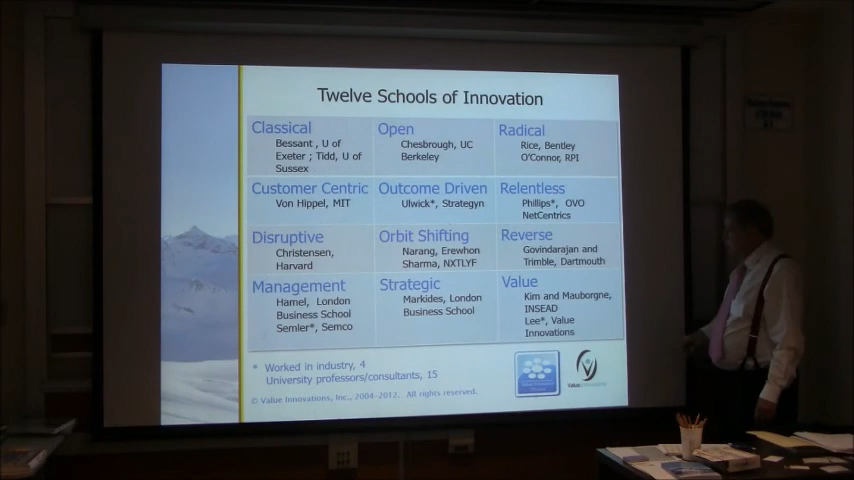 Twelve Schools of Innovation
Classical
Bessant , U of
Exeter ; Tidd, U of
Sussex
Open
Chesbrough, UC
Berkeley
Radical
Rice, Bentley
O'Connor, RPI
Customer Centric
Von Hippel, MIT
Outcome Driven
Ulwick*, Strategyn
Relentless
Phillips*, OVO
NetCentrics
Disruptive
Christensen,
Harvard
Orbit Shifting
Narang, Erewhon
Sharma, NXTLYF
Reverse
Govindarajan and
Trimble, Dartmouth
Management
Hamel, London
Business School
Semler*, Semco
Strategic
Markides, London
Business School
Value
Kim and Mauborgne,
INSEAD
Lee*, Value
Innovations
* Worked in industry, 4
University professors/consultants, 15
© Value Innovations, Inc., 2004-2012. All rights reserved.
Value Innovations